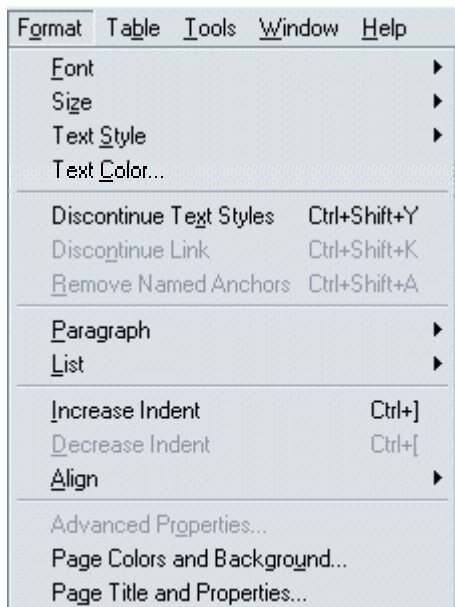 Format Table Tools Window Help
Font
Size
Text Style
Text Color...
Discontinue Text Styles Ctrl+Shift+Y
Discontinue Link Ctrl+Shift+K
Remove Named Anchors Ctrl+Shift+A
Paragraph
List
Increase Indent Ctrl+]
Decrease Indent Ctrl+[
Align
Advanced Properties...
Page Colors and Background...
Page Title and Properties...